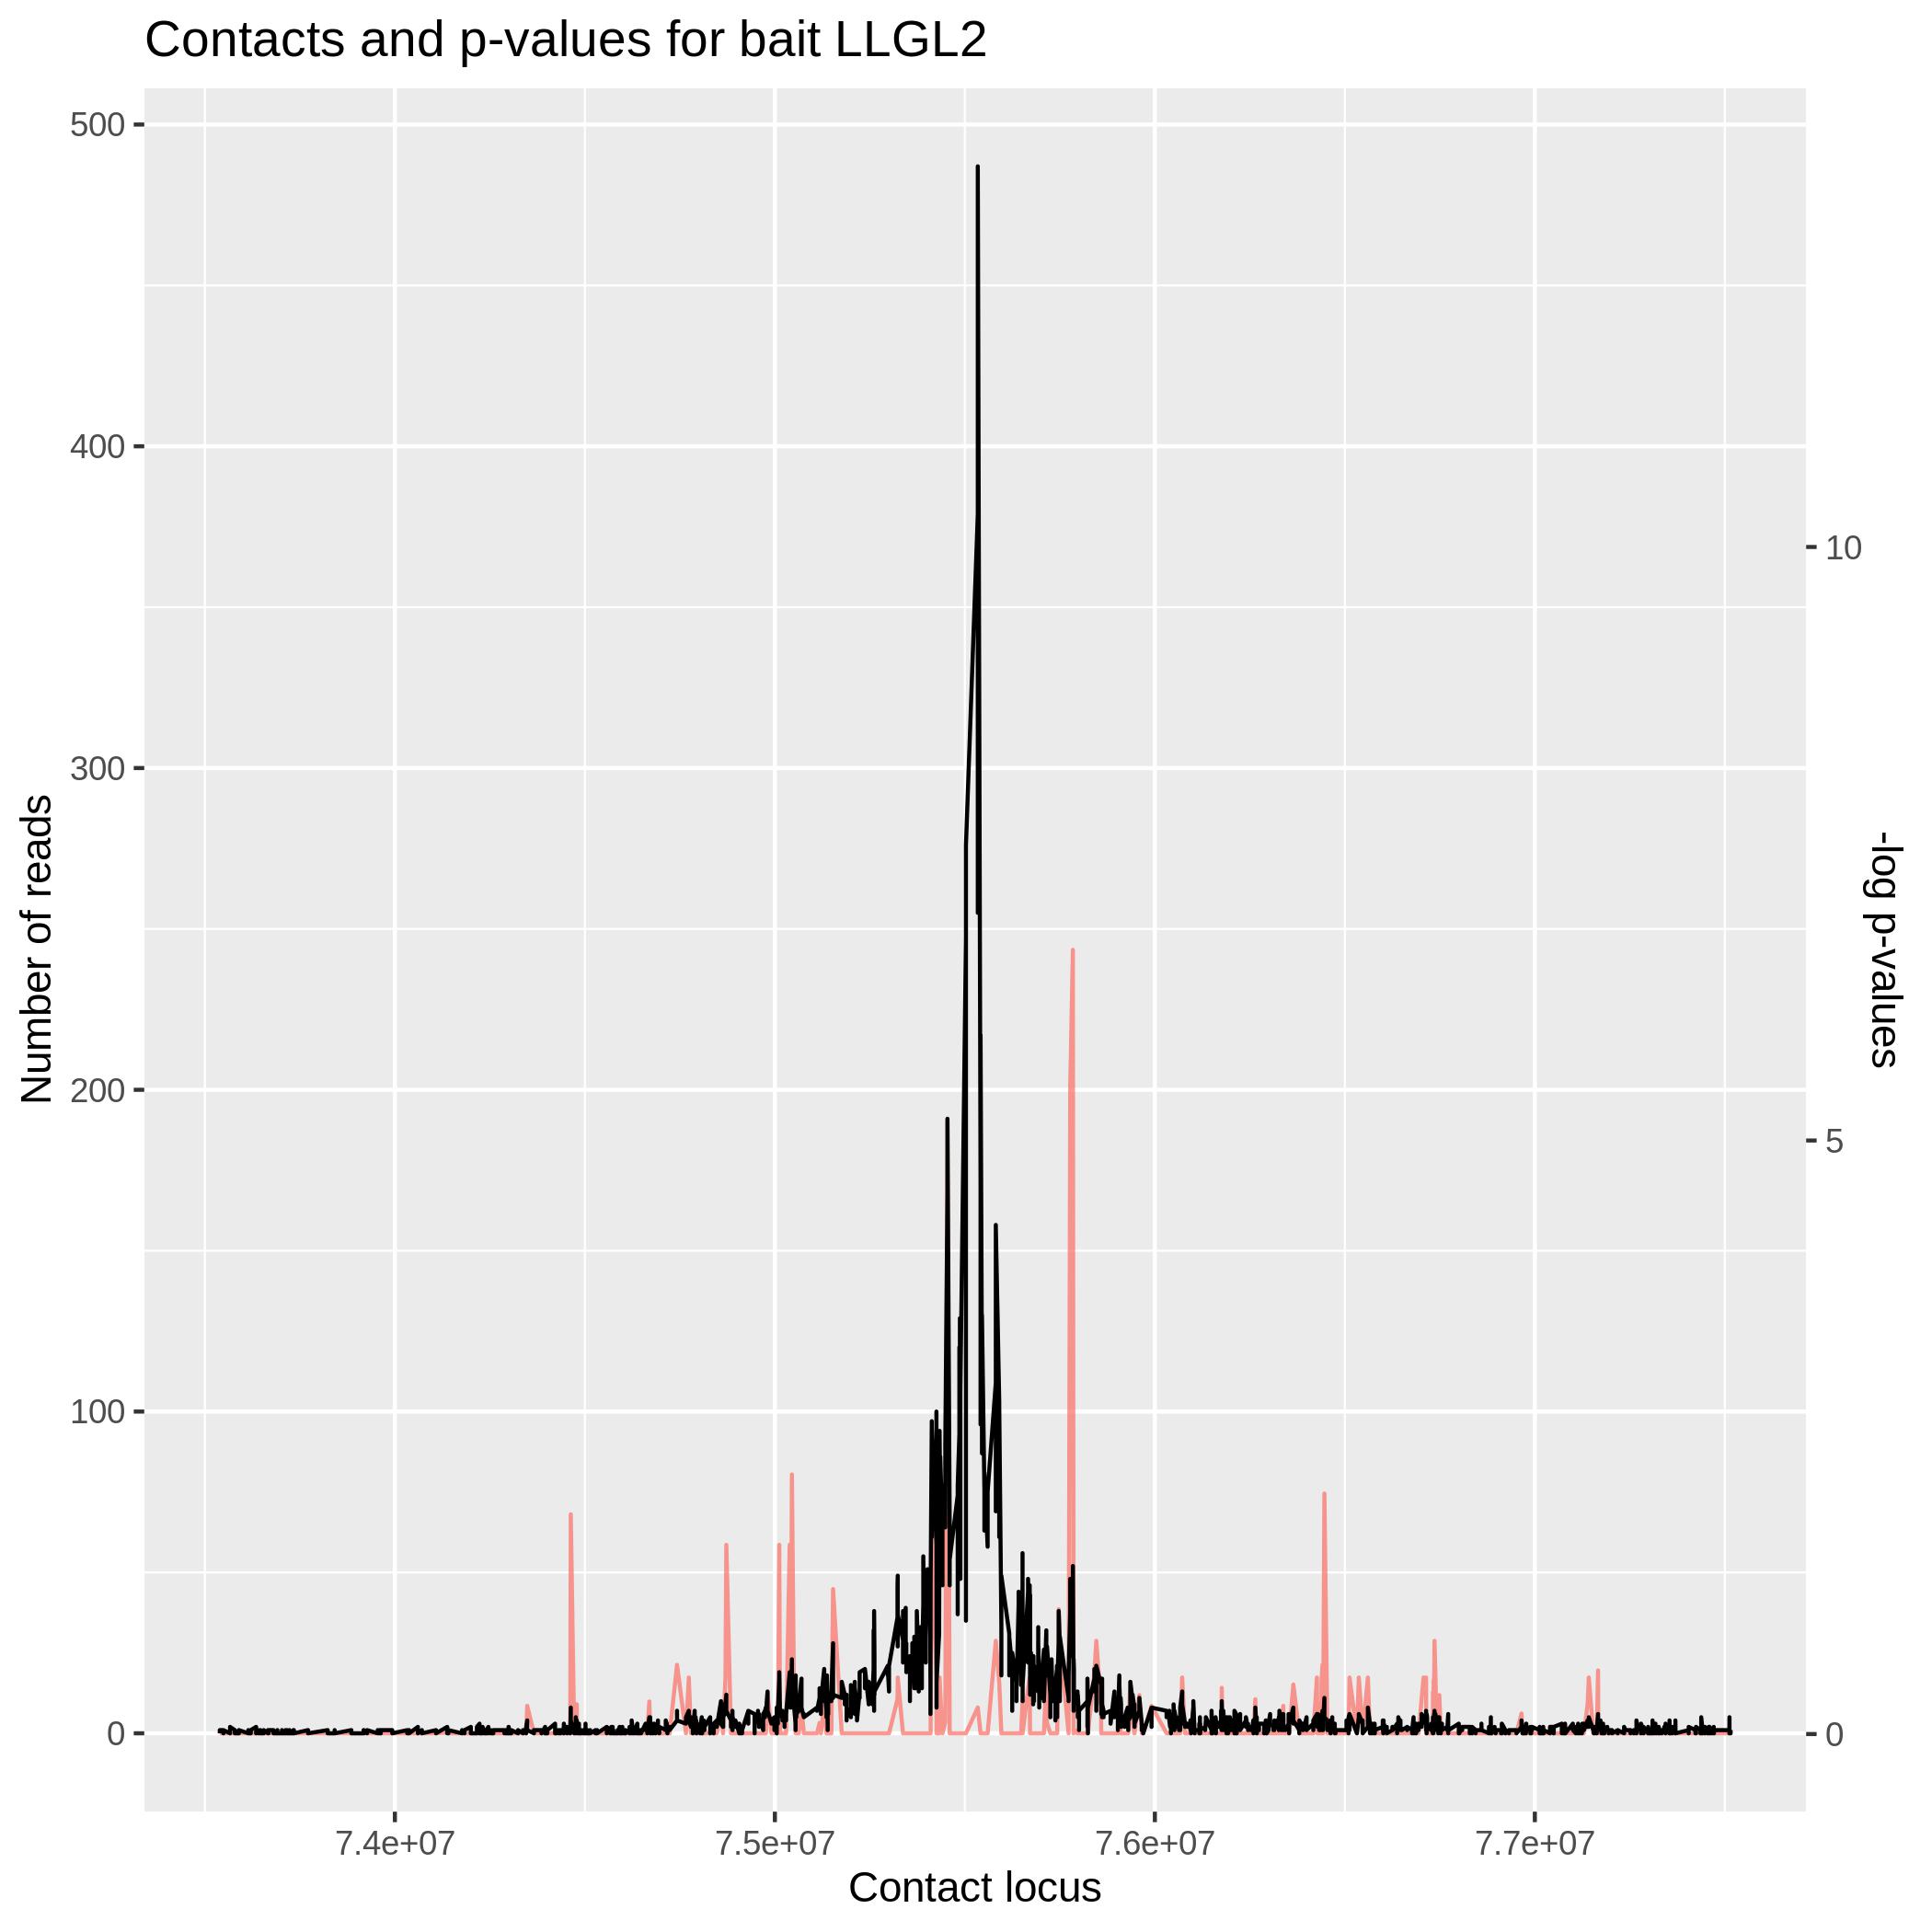 Contacts and p-values for bait LLGL2
500
400
300
200
100
0
Number of reads
10
5
0
-log p-values
7.4e+07
7.5e+07
7.6e+07
7.7e+07
Contact locus